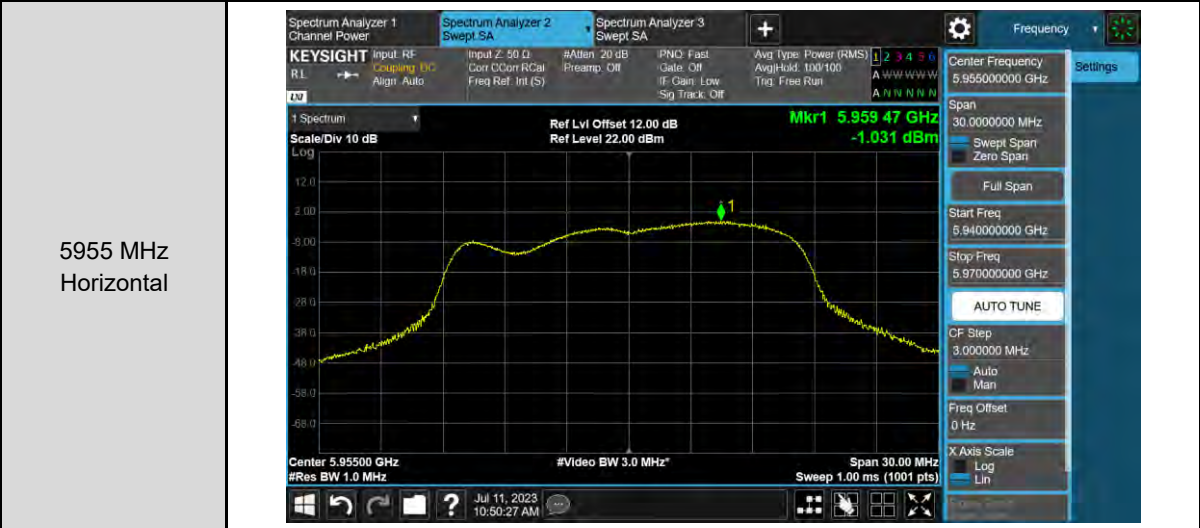 5955 MHz
Horizontal
Spectrum Analyzer 1
Channel Power
Spectrum Analyzer 2
Swept SA
Spectrum Analyzer 3
Swept SA
Frequency
Settings
KEYSIGHT
RL
LXI
Input: RF
Coupling: DC
Align: Auto
Input Z: 50 Ω
Corr CCorr RCal
Freq Ref: Int (S)
#Atten: 20 dB
Preamp: Off
PNO: Fast
Gate: Off
IF Gain: Low
Sig Track: Off
Avg Type: Power (RMS)
Avg|Hold: 100/100
Trig: Free Run
1 2 3 4 5 6
A W W W W W
A N N N N N
1 Spectrum
Scale/Div 10 dB
Log
Ref Lvl Offset 12.00 dB
Ref Level 22.00 dBm
Mkr1 5.959 47 GHz
-1.031 dBm
12.0
2.00
-8.00
-18.0
-28.0
-38.0
-48.0
-58.0
-68.0
1
Center 5.95500 GHz
#Res BW 1.0 MHz
#Video BW 3.0 MHz*
Span 30.00 MHz
Sweep 1.00 ms (1001 pts)
Jul 11, 2023
10:50:27 AM
Center Frequency
5.955000000 GHz
Span
30.0000000 MHz
Swept Span
Zero Span
Full Span
Start Freq
5.940000000 GHz
Stop Freq
5.970000000 GHz
AUTO TUNE
CF Step
3.000000 MHz
Auto
Man
Freq Offset
0 Hz
X Axis Scale
Log
Lin